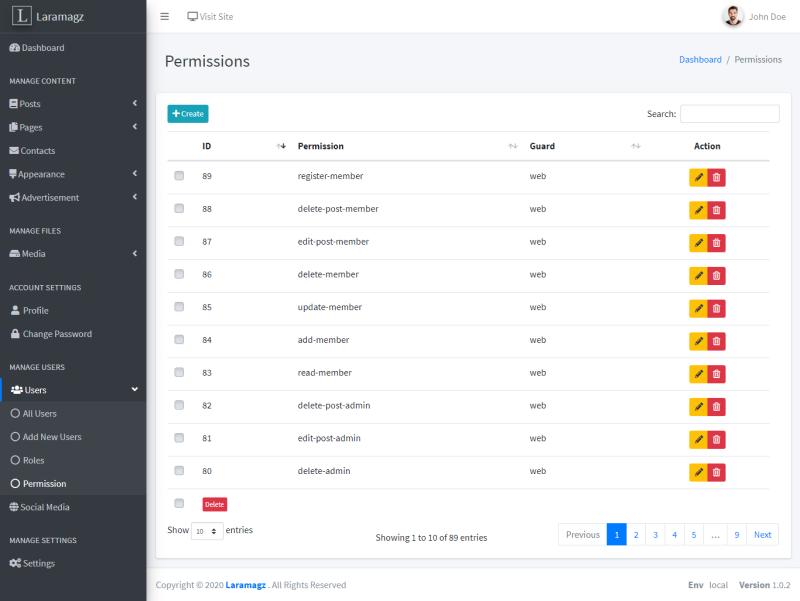 L Laramagz
Visit Site
John Doe
Dashboard
MANAGE CONTENT
Posts
Pages
Contacts
Appearance
Advertisement
MANAGE FILES
Media
ACCOUNT SETTINGS
Profile
Change Password
MANAGE USERS
Users
All Users
Add New Users
Roles
Permission
Social Media
MANAGE SETTINGS
Settings
Permissions
Dashboard / Permissions
Create
Search:
ID Permission Guard Action
89 register-member web
88 delete-post-member web
87 edit-post-member web
86 delete-member web
85 update-member web
84 add-member web
83 read-member web
82 delete-post-admin web
81 edit-post-admin web
80 delete-admin web
Delete
Show 10 entries
Showing 1 to 10 of 89 entries
Previous 1 2 3 4 5 ... 9 Next
Copyright © 2020 Laramagz . All Rights Reserved
Env local Version 1.0.2